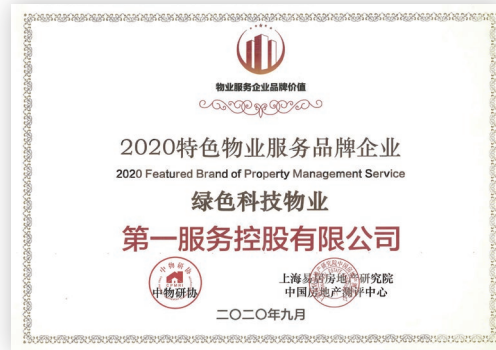 物业服务企业品牌价值
2020特色物业服务品牌企业
2020 Featured Brand of Property Management Service
绿色科技物业
第一服务控股有限公司
中物研协
上海易居房地产研究院
中国房地产测评中心
二〇二〇年九月